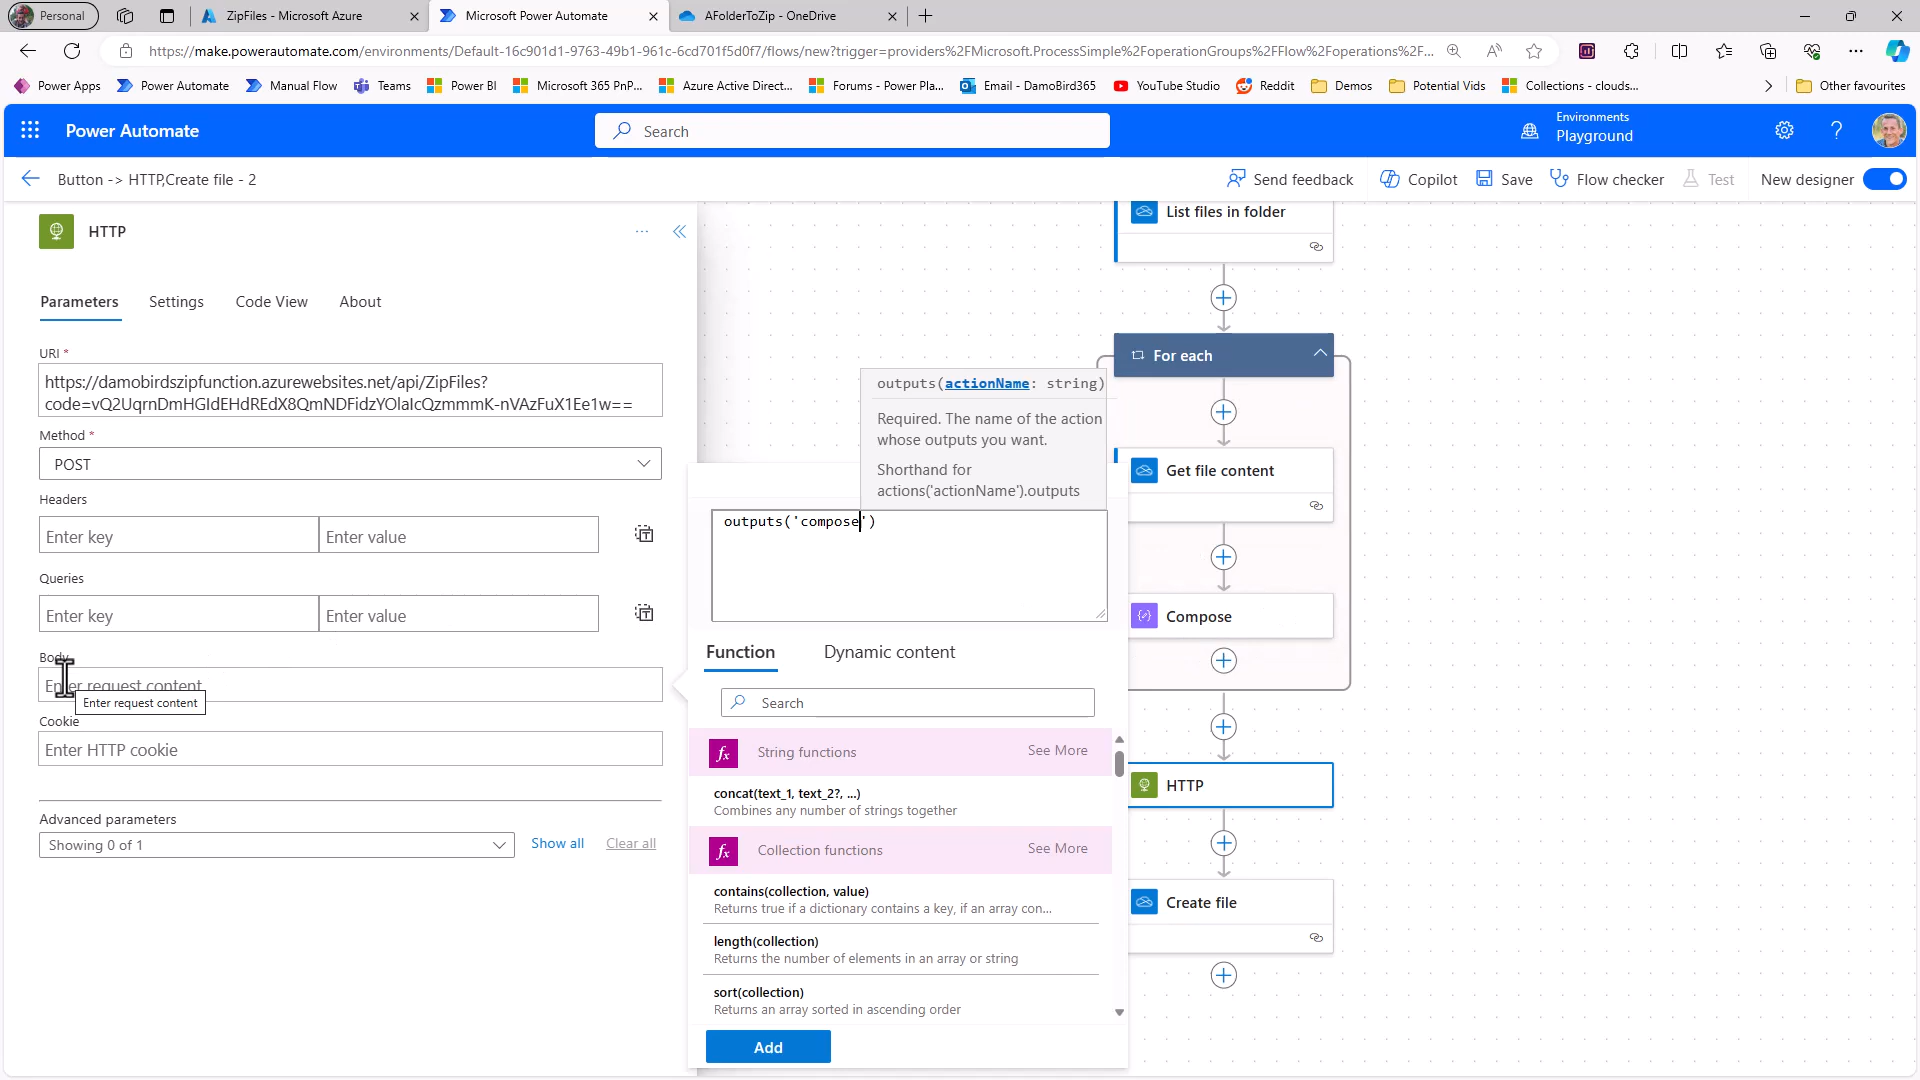 Personal
ZipFiles - Microsoft Azure
Microsoft Power Automate
AFolderToZip - OneDrive
https://make.powerautomate.com/environments/Default-16c901d1-9763-49b1-961c-6cd701f5d0f7/flows/new?trigger=providers%2FMicrosoft.ProcessSimple%2FoperationGroups%2FFlow%2Foperations%2F...
Power Apps
Power Automate
Manual Flow
Teams
Power BI
Microsoft 365 PnP...
Azure Active Direct...
Forums - Power Pla...
Email - DamoBird365
YouTube Studio
Reddit
Demos
Potential Vids
Collections - clouds...
Other favourites
Power Automate
Search
Environments
Playground
Button -> HTTP,Create file - 2
Send feedback
Copilot
Save
Flow checker
Test
New designer
HTTP
Parameters
Settings
Code View
About
URI *
https://damobirdszipfunction.azurewebsites.net/api/ZipFiles?
code=vQ2UqrnDmHGIdEHdREdX8QmNDFidzYOlaIcQzmmmK-nVAzFuX1Ee1w==
Method *
POST
Headers
Enter key
Enter value
Queries
Enter key
Enter value
Body
Enter request content
Enter request content
Cookie
Enter HTTP cookie
Advanced parameters
Showing 0 of 1
Show all
Clear all
outputs(actionName: string)
Required. The name of the action
whose outputs you want.
Shorthand for
actions('actionName').outputs
outputs('compose')
Function
Dynamic content
Search
fx
String functions
See More
concat(text_1, text_2?, ...)
Combines any number of strings together
fx
Collection functions
See More
contains(collection, value)
Returns true if a dictionary contains a key, if an array con...
length(collection)
Returns the number of elements in an array or string
sort(collection)
Returns an array sorted in ascending order
Add
List files in folder
For each
Get file content
Compose
HTTP
Create file